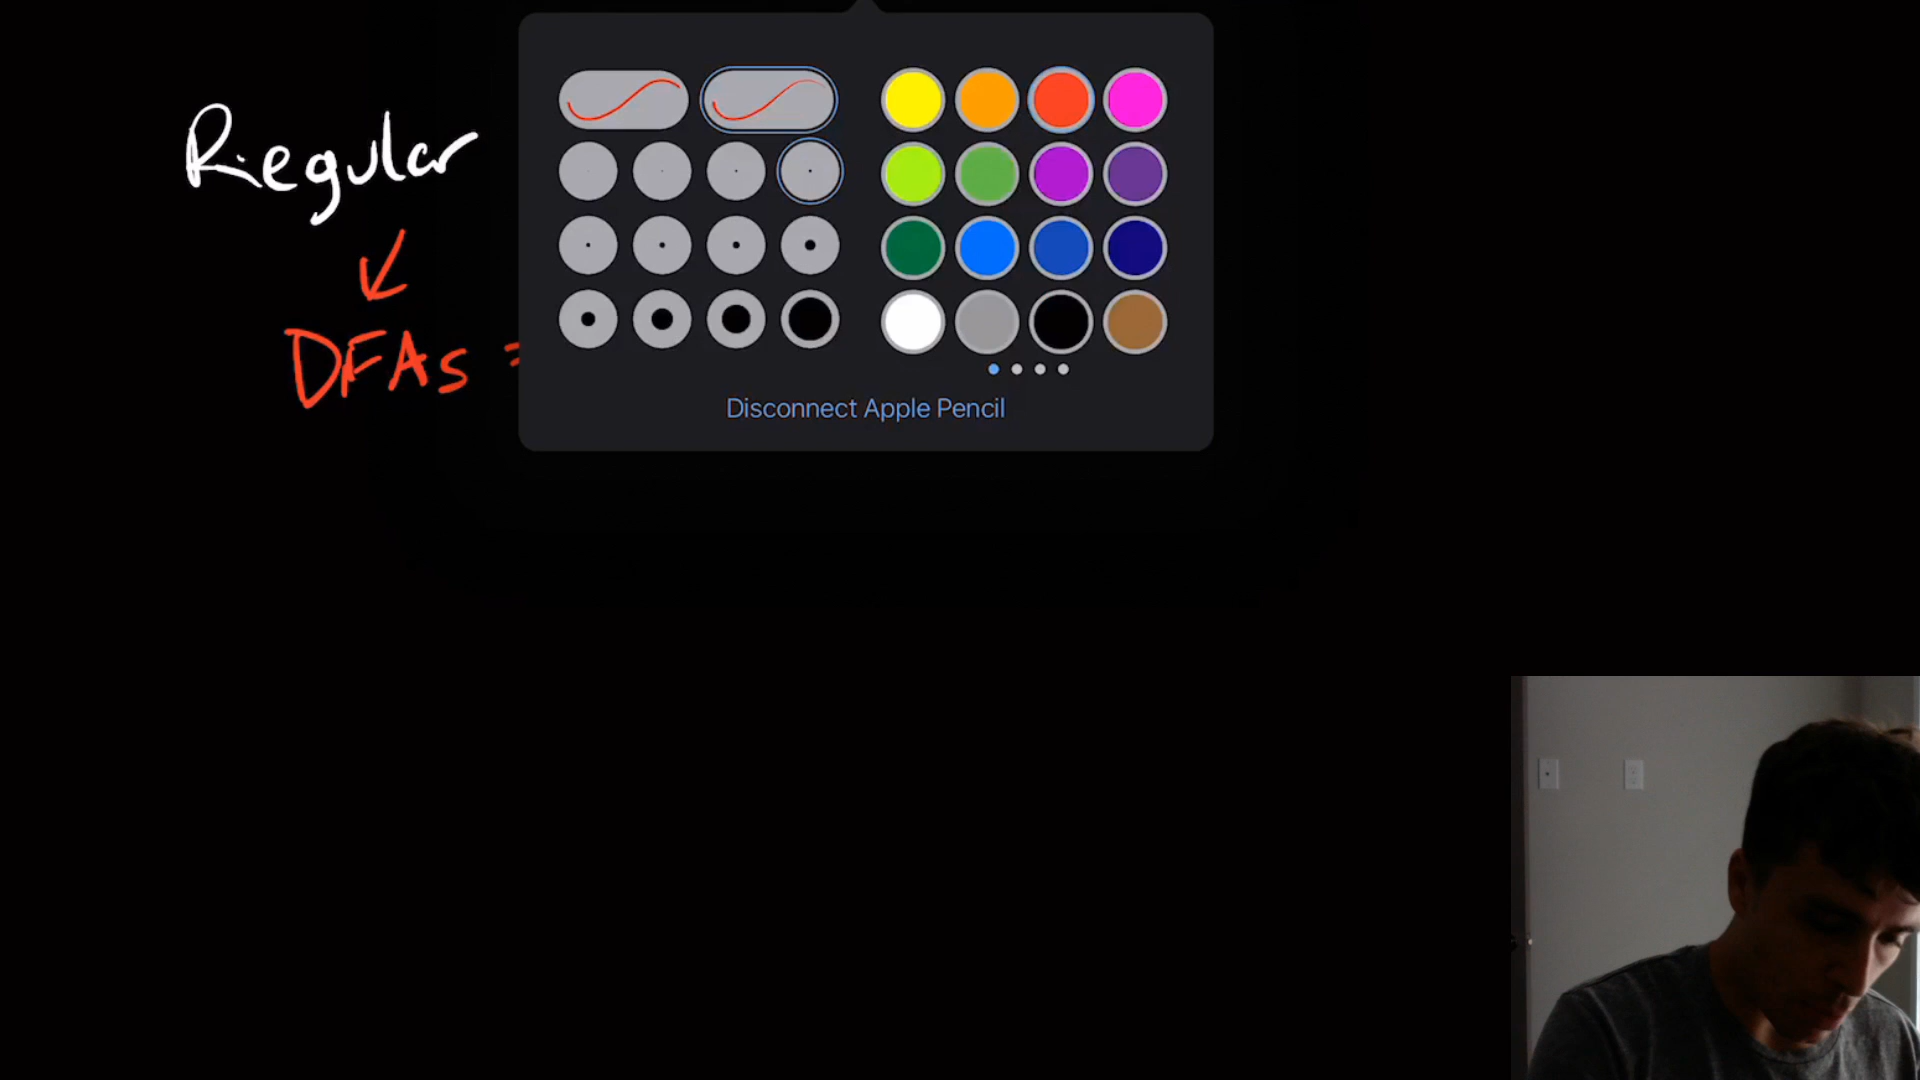 Regular
DFAs =
Disconnect Apple Pencil